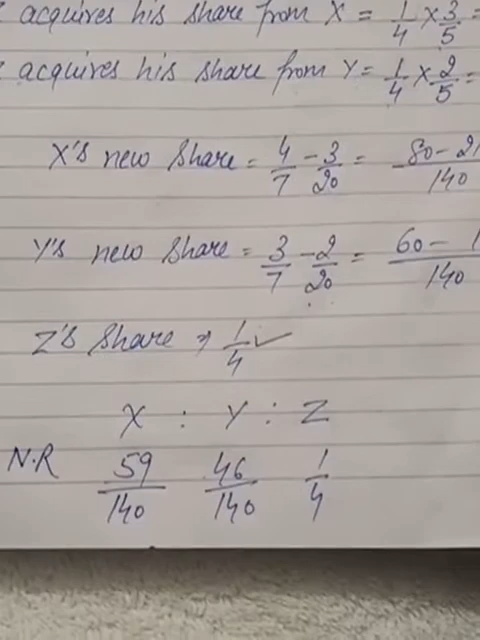 acquires his share from X = 1/4 × 3/5 =
acquires his share from Y = 1/4 × 2/5 =
X's new share = 4/7 - 3/20 = 80 - 21/140
Y's new share = 3/7 - 2/20 = 60 - 1/140
Z's share ⇒ 1/4 ✓
X : Y : Z
N.R 59/140 46/140 1/4